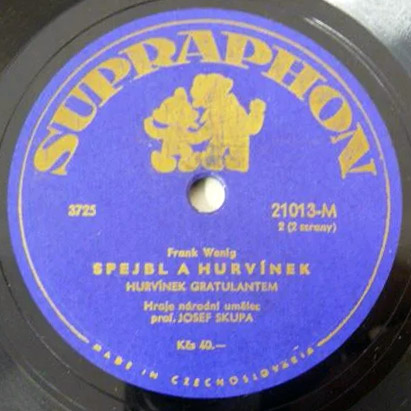 SUPRAPHON
3725
21013-M
2 (2 strany)
Frank Wenig
SPEJBL A HURVÍNEK
HURVÍNEK GRATULANTEM
Hraje národní umělec
prof. JOSEF SKUPA
Kčs 40.—
MADE IN CZECHOSLOVAKIA